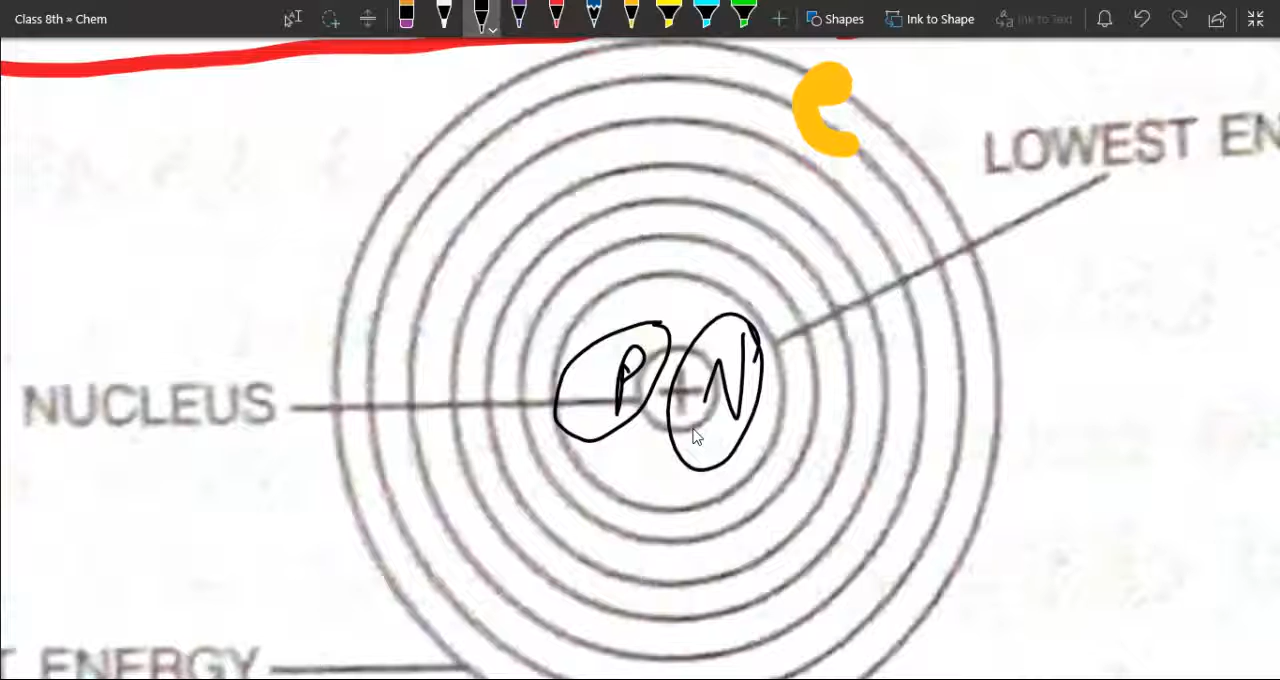 Class 8th » Chem
Shapes
Ink to Shape
Ink to Text
LOWEST EN
P N
+
NUCLEUS
T ENERGY